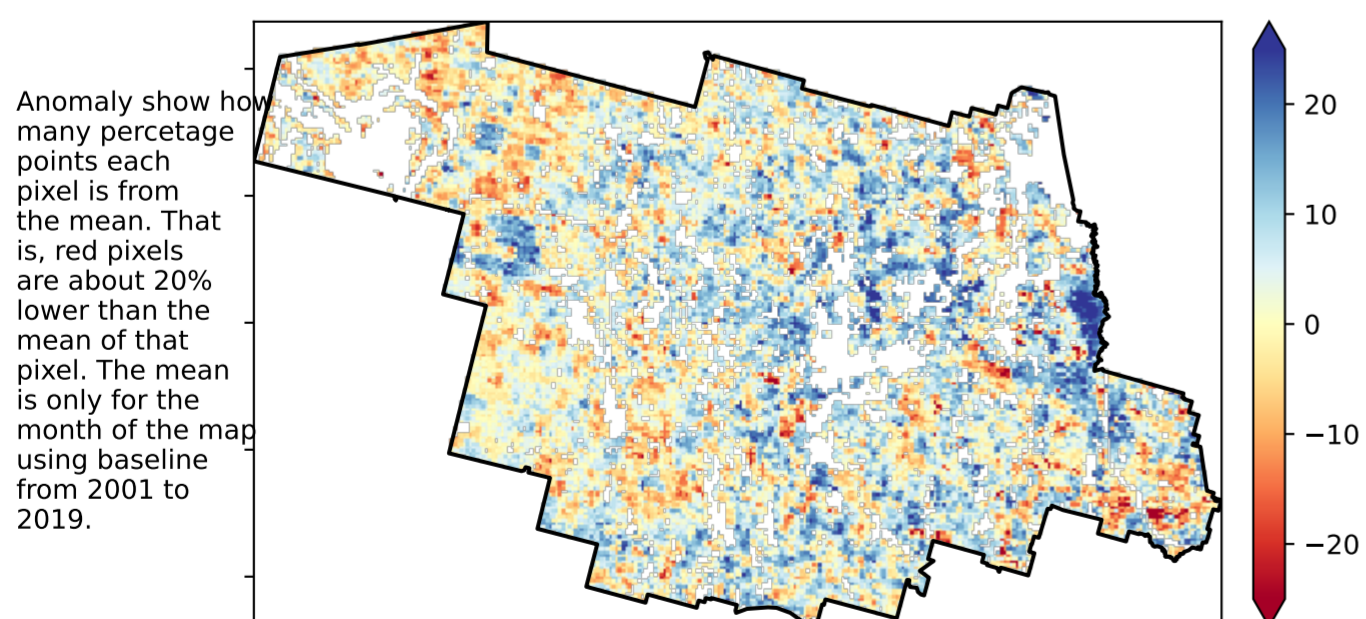 Anomaly show how
many percetage
points each
pixel is from
the mean. That
is, red pixels
are about 20%
lower than the
mean of that
pixel. The mean
is only for the
month of the map
using baseline
from 2001 to
2019.
20
10
0
−10
−20